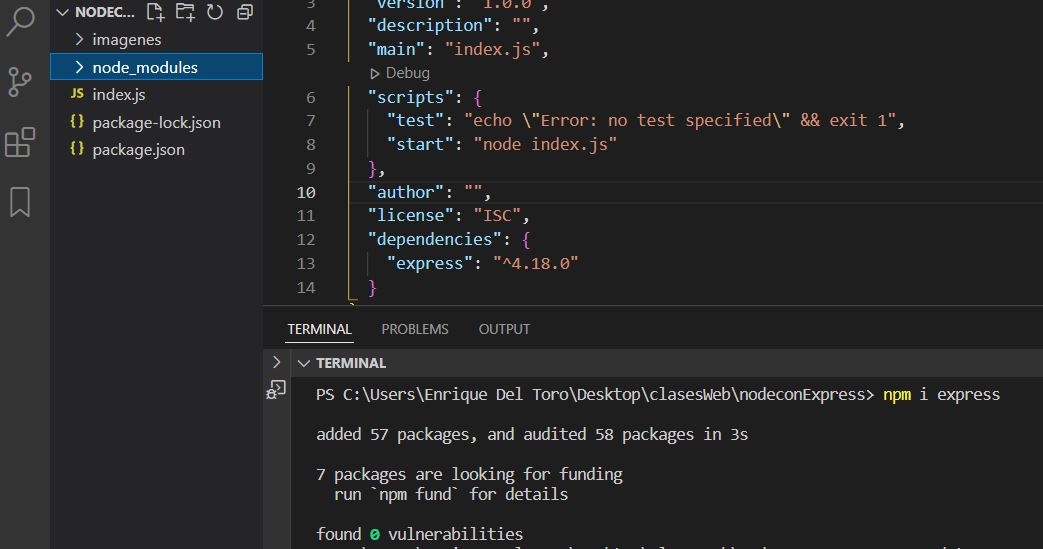 NODEC...
imagenes
node_modules
JS index.js
{} package-lock.json
{} package.json
3 "version": "1.0.0",
4 "description": "",
5 "main": "index.js",
Debug
6 "scripts": {
7 "test": "echo \"Error: no test specified\" && exit 1",
8 "start": "node index.js"
9 },
10 "author": "",
11 "license": "ISC",
12 "dependencies": {
13 "express": "^4.18.0"
14 }
TERMINAL PROBLEMS OUTPUT
TERMINAL
PS C:\Users\Enrique Del Toro\Desktop\clasesWeb\nodeconExpress> npm i express
added 57 packages, and audited 58 packages in 3s
7 packages are looking for funding
run `npm fund` for details
found 0 vulnerabilities